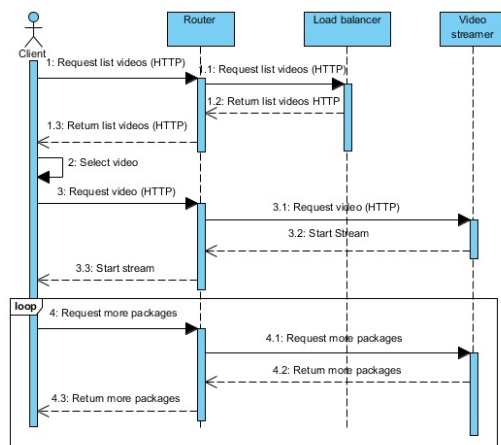 Router
Load balancer
Video
streamer
Client
1: Request list videos (HTTP)
1.1: Request list videos (HTTP)
1.2: Return list videos HTTP
1.3: Return list videos (HTTP)
2: Select video
3: Request video (HTTP)
3.1: Request video (HTTP)
3.2: Start Stream
3.3: Start stream
loop
4: Request more packages
4.1: Request more packages
4.2: Return more packages
4.3: Return more packages